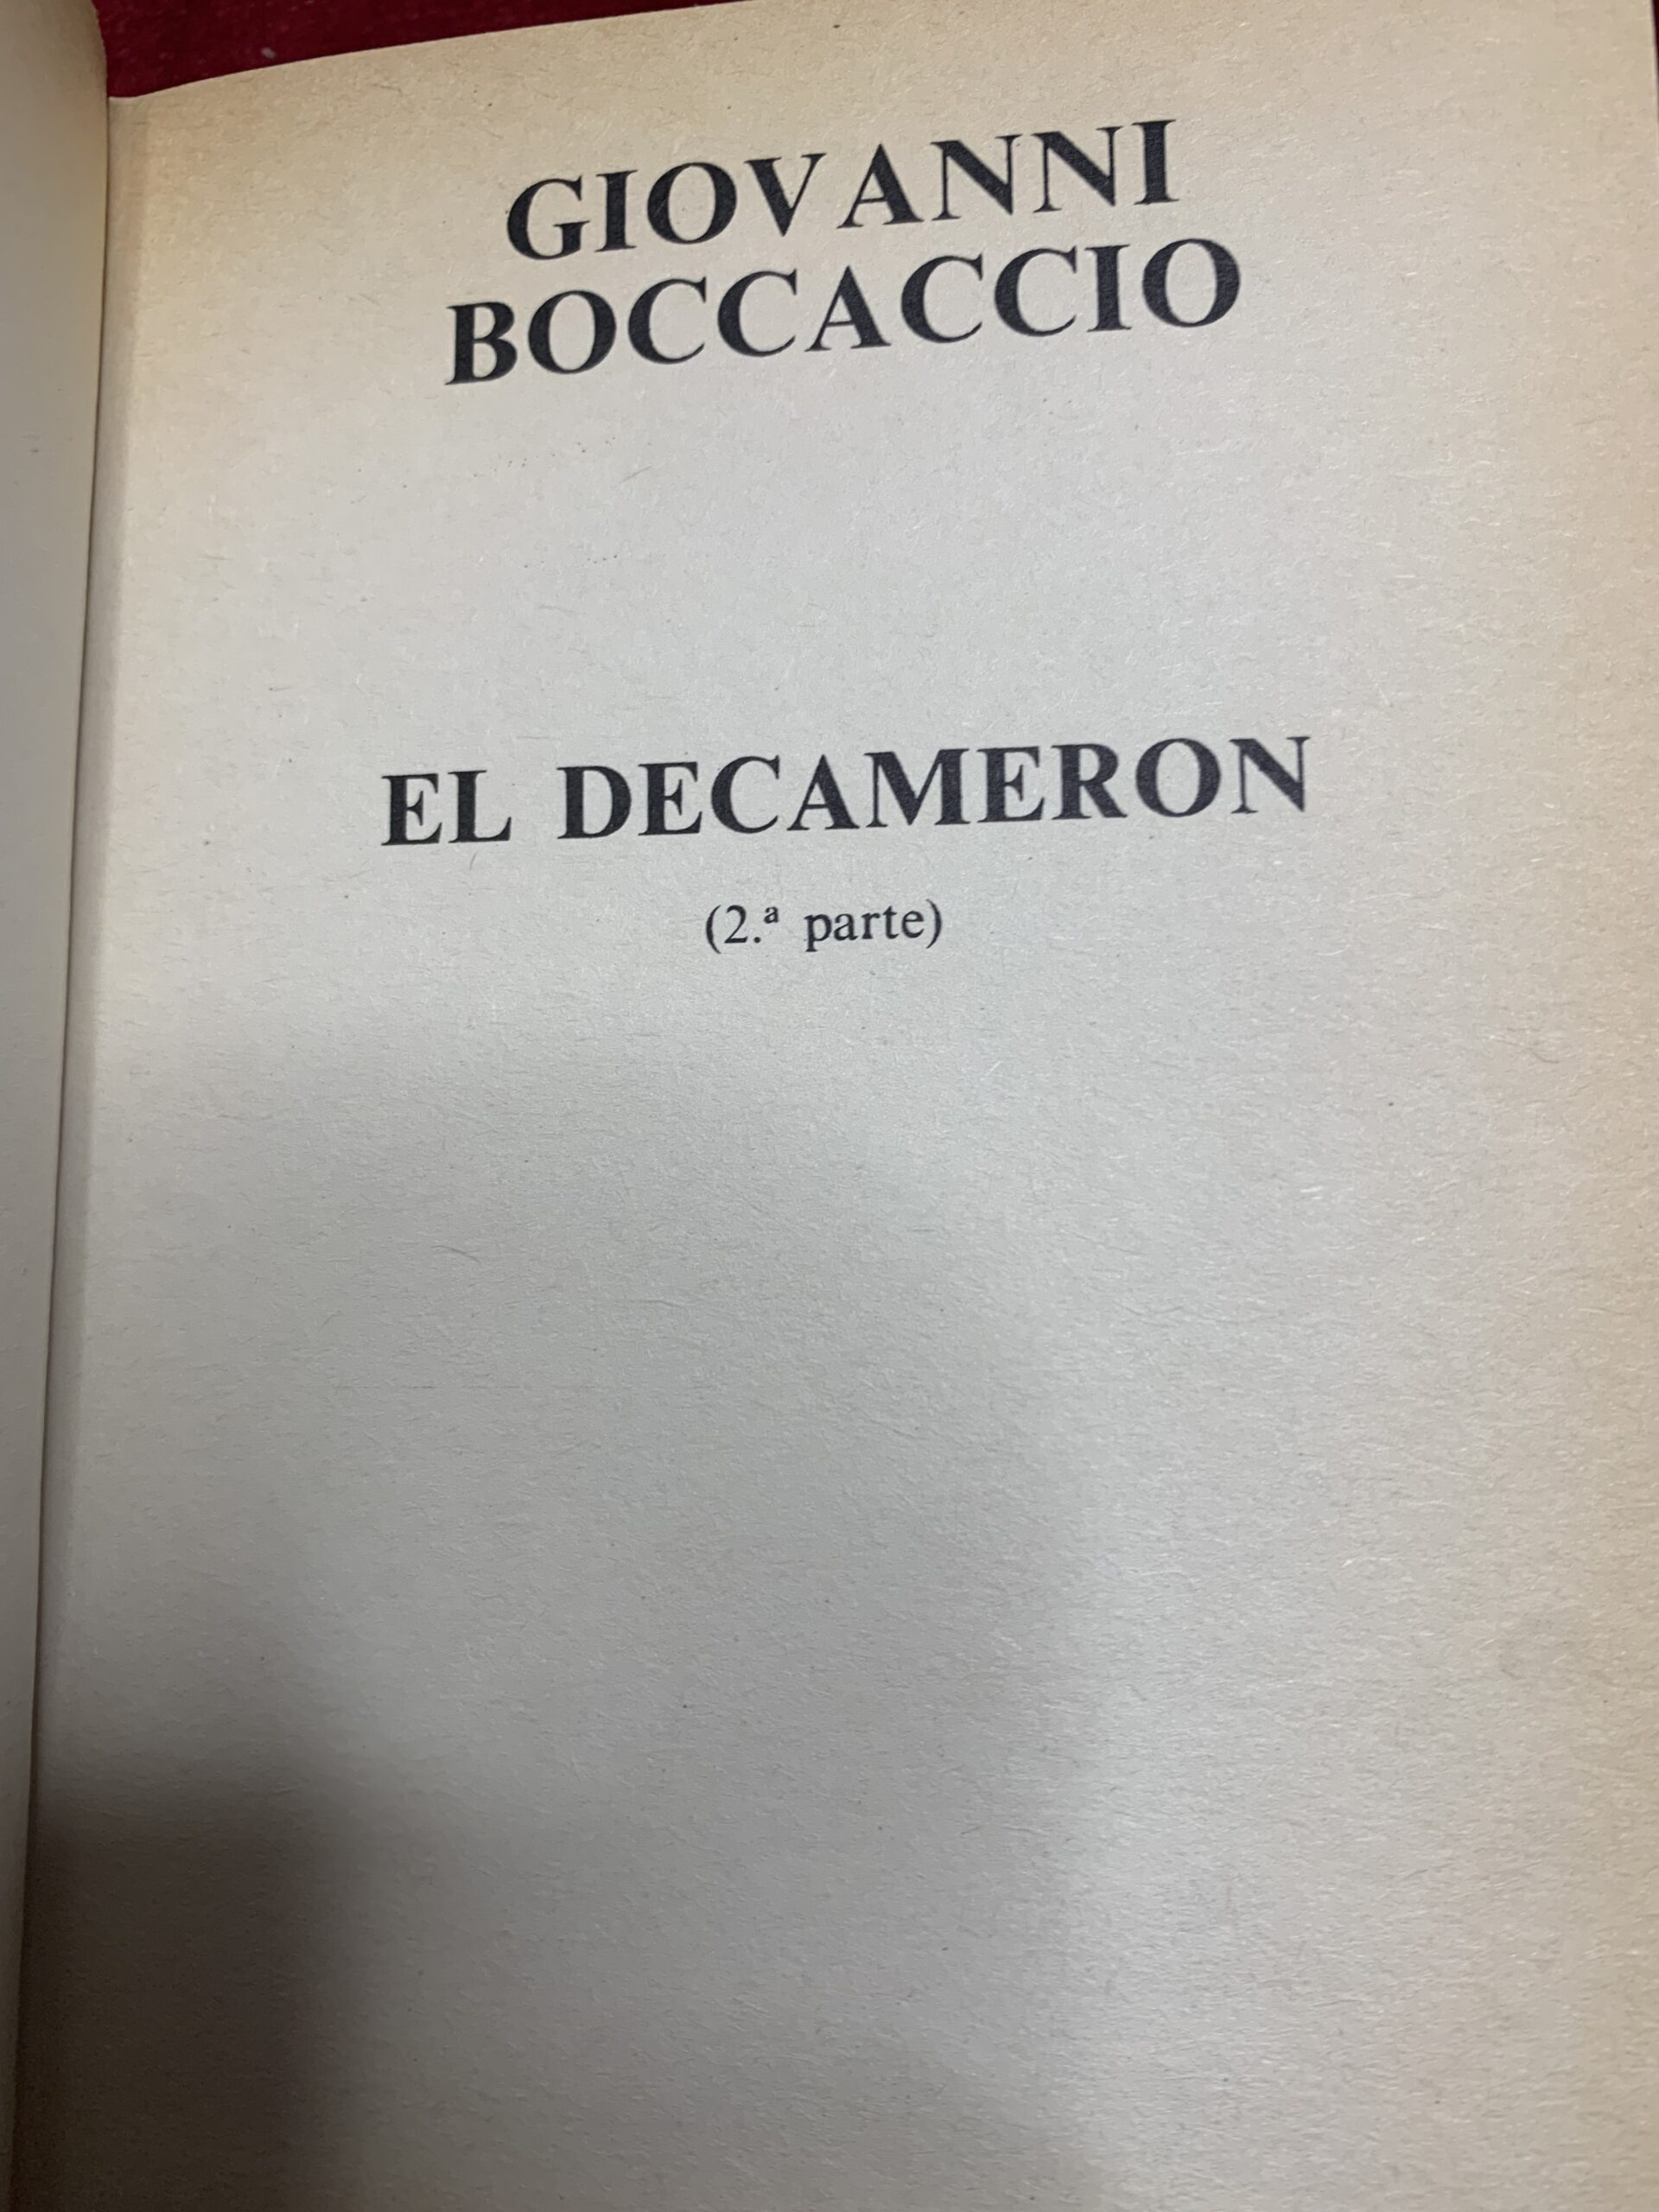 GIOVANNI
BOCCACCIO
EL DECAMERON
(2.ª parte)